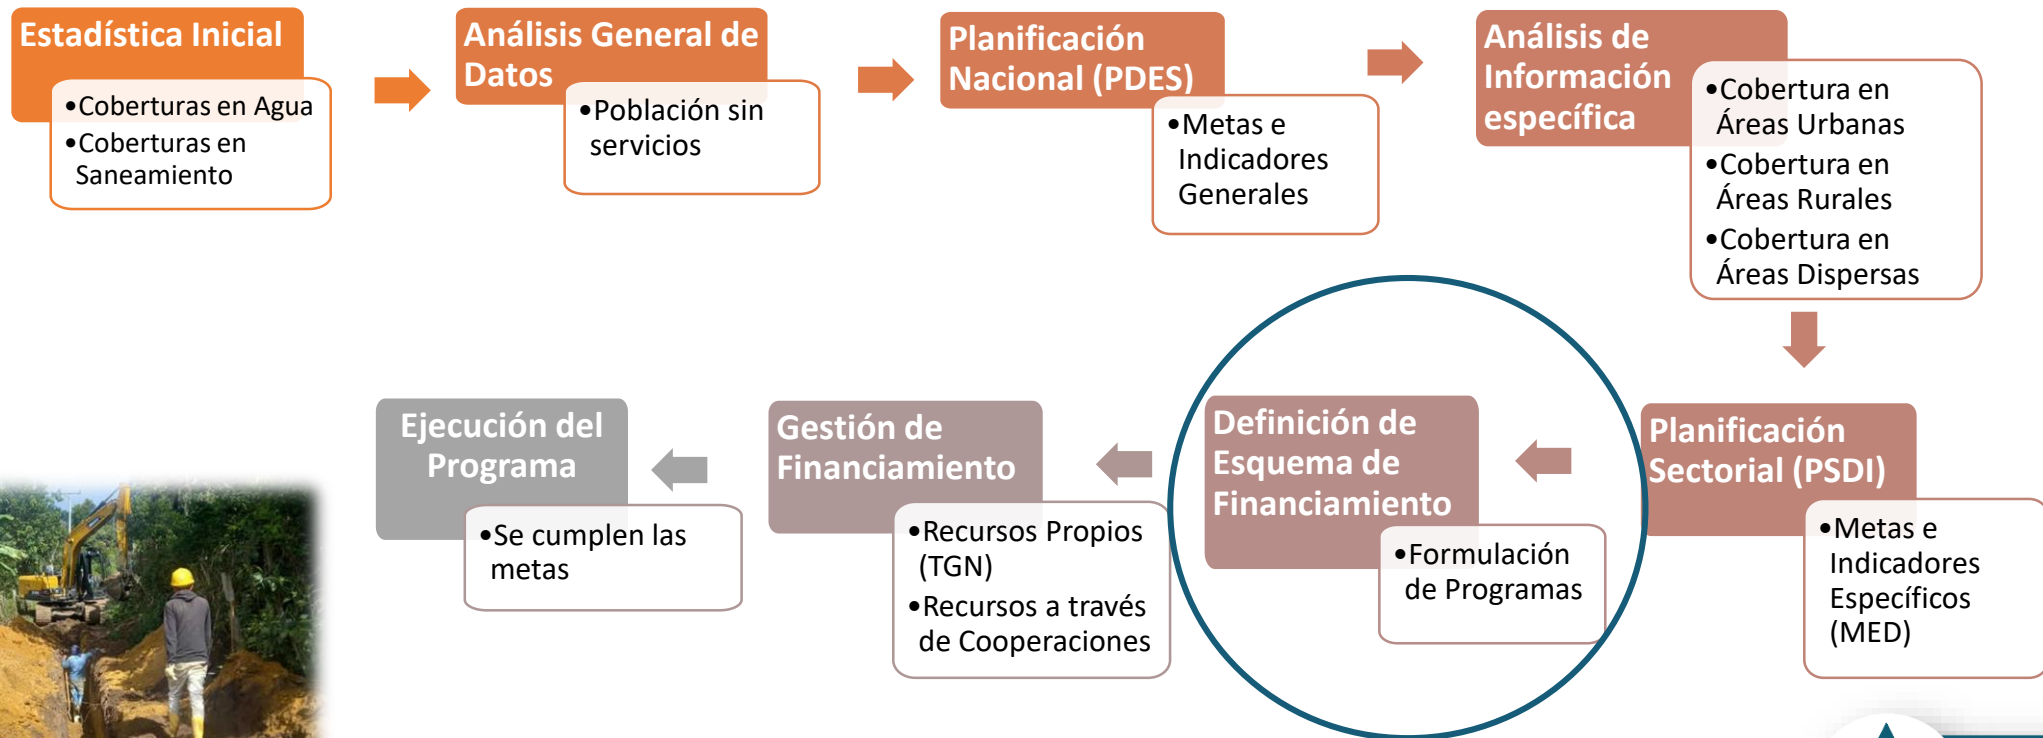 Estadística Inicial
•Coberturas en Agua
•Coberturas en
Saneamiento
Análisis General de
Datos
•Población sin
servicios
Planificación
Nacional (PDES)
•Metas e
Indicadores
Generales
Análisis de
Información
específica
•Cobertura en
Áreas Urbanas
•Cobertura en
Áreas Rurales
•Cobertura en
Áreas Dispersas
Planificación
Sectorial (PSDI)
•Metas e
Indicadores
Específicos
(MED)
Definición de
Esquema de
Financiamiento
•Formulación
de Programas
Gestión de
Financiamiento
•Recursos Propios
(TGN)
•Recursos a través
de Cooperaciones
Ejecución del
Programa
•Se cumplen las
metas